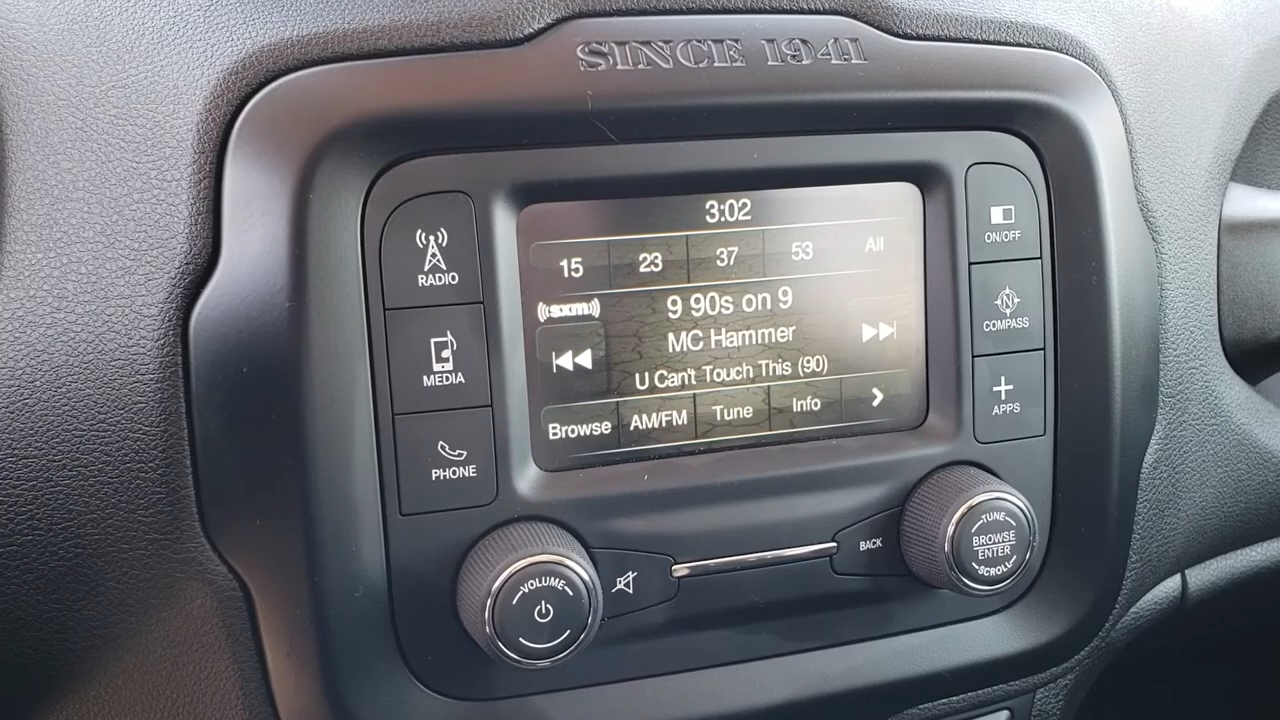 SINCE 1941
RADIO
MEDIA
PHONE
3:02
15 23 37 53 All
sxm
9 90s on 9
MC Hammer
U Can't Touch This (90)
Browse AM/FM Tune Info
ON/OFF
N
COMPASS
APPS
VOLUME
BACK
TUNE
BROWSE
ENTER
SCROLL